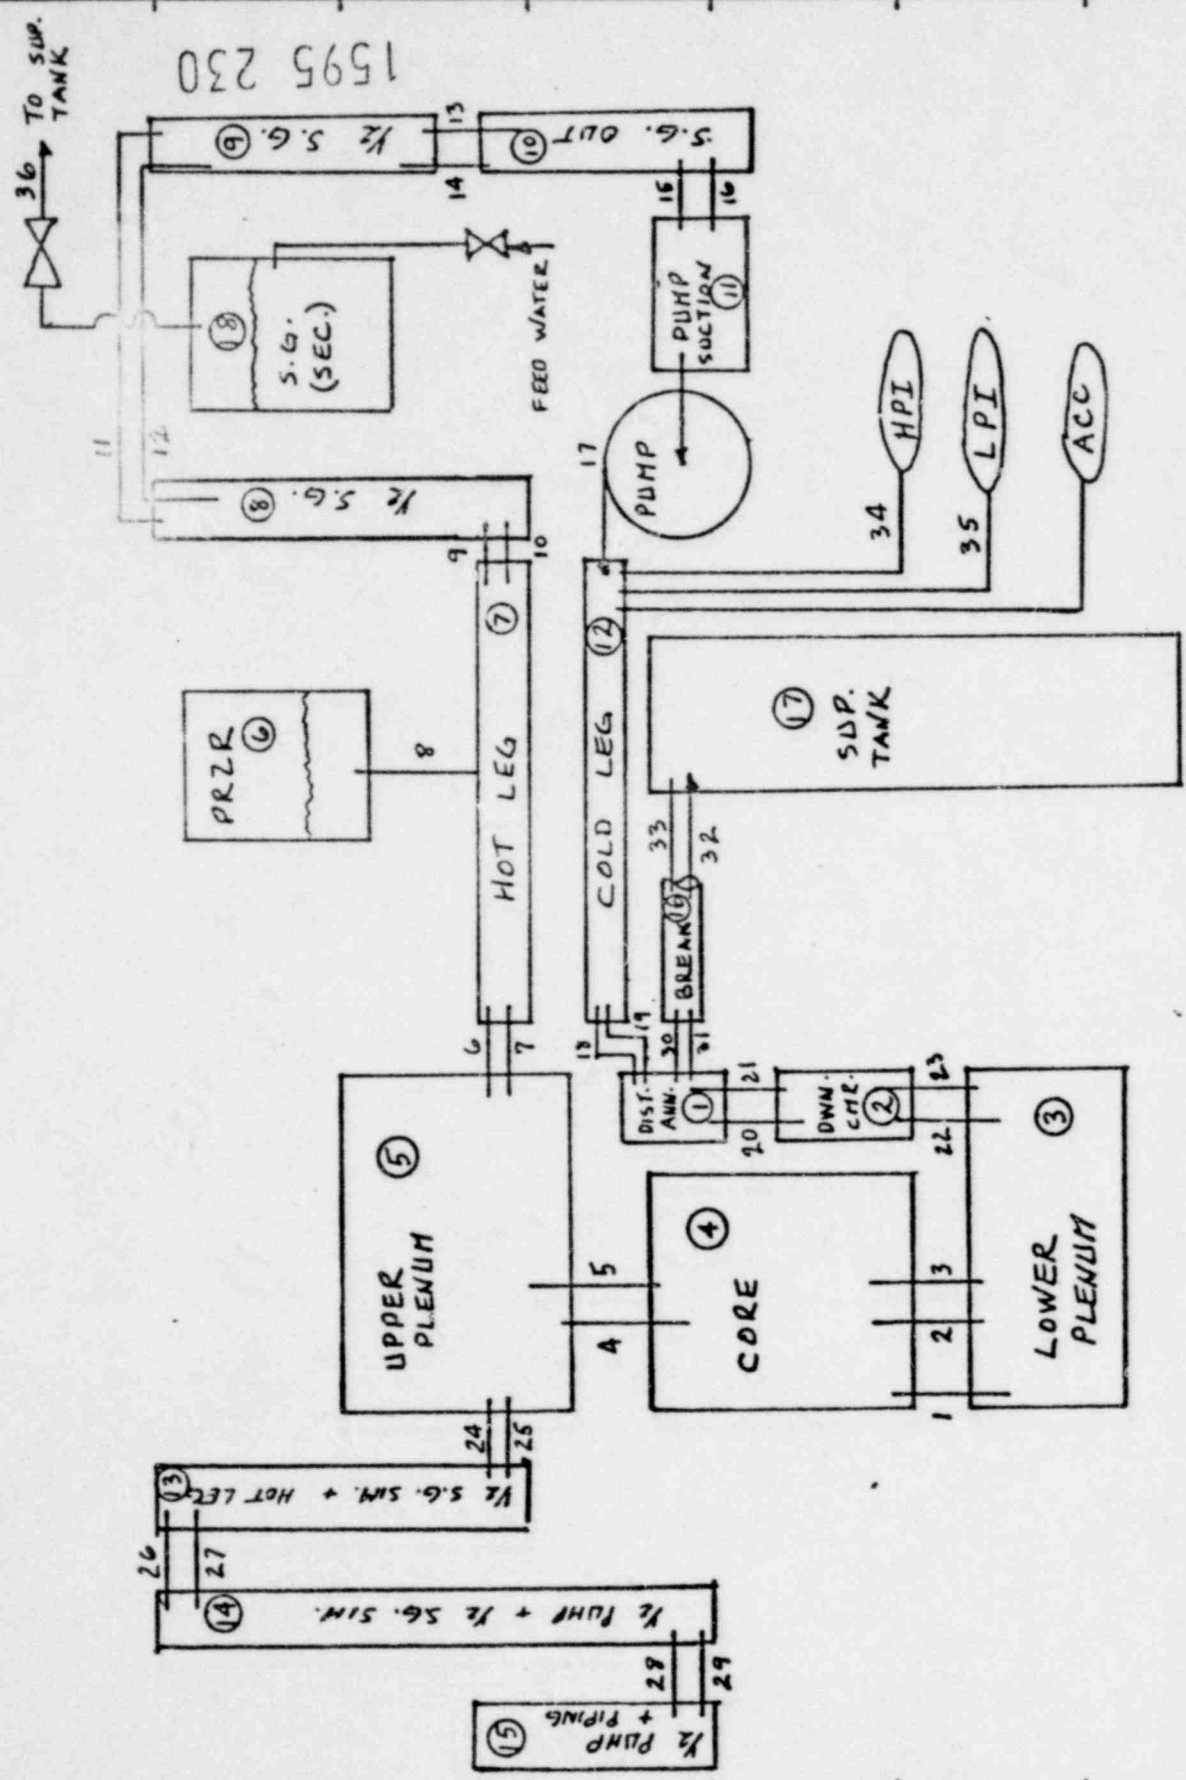 1595 230
36
TO SUP.
TANK
11
12
9
½ S.G.
13
14
10
S.G. OUT
15
16
PUMP
SUCTION
11
18
S.G.
(SEC.)
FEED WATER
8
½ S.G.
9
10
17
PUMP
HPI
LPI
ACC
34
35
PRZR
6
8
HOT LEG
7
COLD LEG
12
17
SUP.
TANK
33
32
BREAK
16
30
31
6
7
18
19
DIST.
ANN.
1
20
21
DWN.
CMR.
2
22
23
UPPER
PLENUM
5
4
5
CORE
4
1
2
3
LOWER
PLENUM
3
24
25
13
½ S.G. SIM. + HOT LEG
26
27
14
½ PUMP + ½ SG. SIM.
28
29
15
½ PUMP
+ PIPING